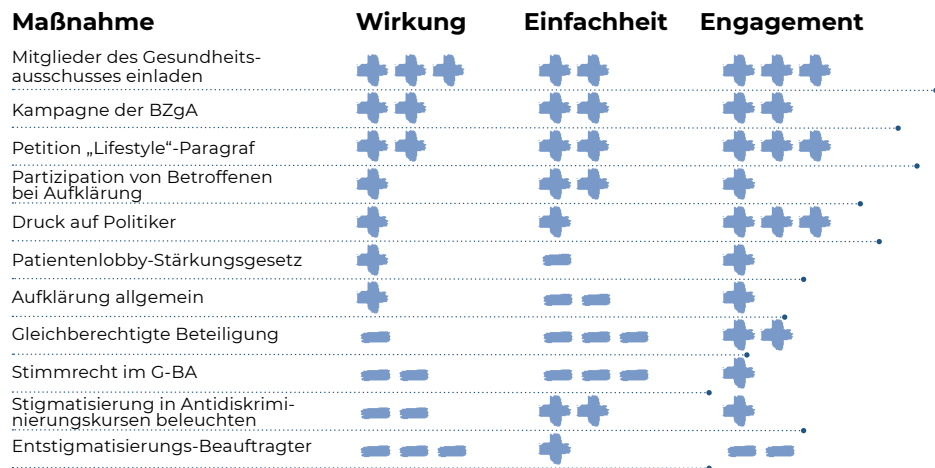 Maßnahme Wirkung Einfachheit Engagement
Mitglieder des Gesundheits-
ausschusses einladen
Kampagne der BZgA
Petition „Lifestyle“-Paragraf
Partizipation von Betroffenen
bei Aufklärung
Druck auf Politiker
Patientenlobby-Stärkungsgesetz
Aufklärung allgemein
Gleichberechtigte Beteiligung
Stimmrecht im G-BA
Stigmatisierung in Antidiskrimi-
nierungskursen beleuchten
Entstigmatisierungs-Beauftragter